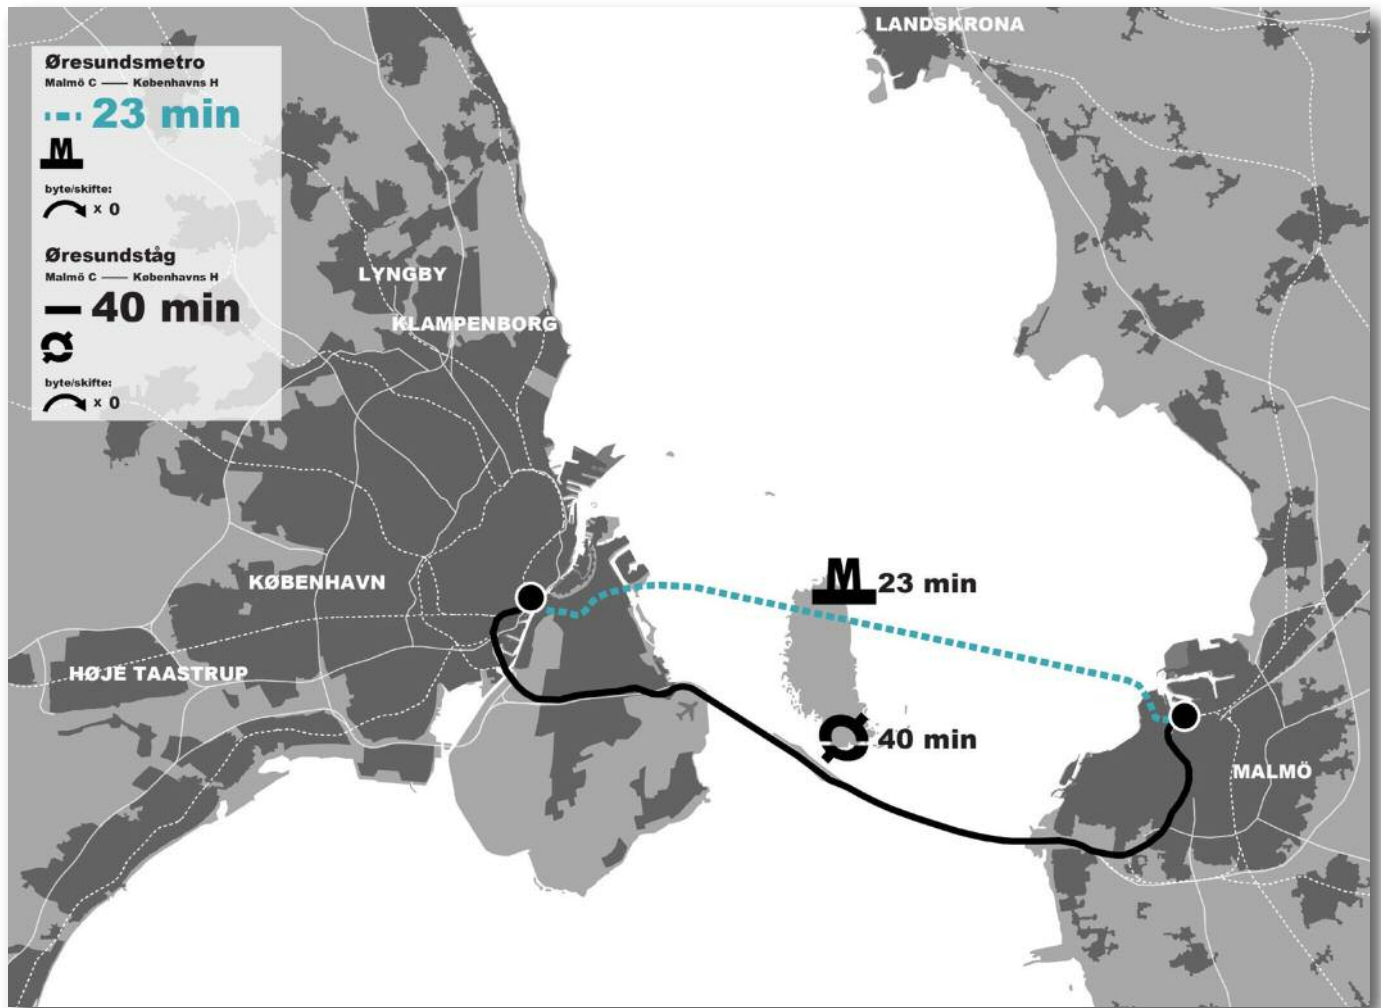 Øresundsmetro
Malmö C —— Københavns H
23 min
M
byte/skifte:
x 0
Øresundståg
Malmö C —— Københavns H
40 min
byte/skifte:
x 0
LANDSKRONA
LYNGBY
KLAMPENBORG
KØBENHAVN
M 23 min
HØJE TAASTRUP
40 min
MALMÖ